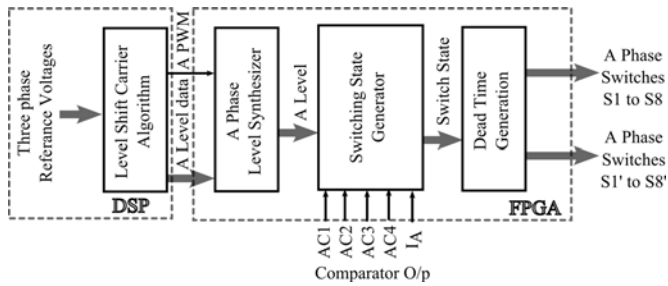 Three phase
Referance Voltages
Level Shift Carrier
Algorithm
DSP
A PWM
A Level data
A Phase
Level Synthesizer
A Level
Switching State
Generator
Switch State
Dead Time
Generation
FPGA
A Phase
Switches
S1 to S8
A Phase
Switches
S1' to S8'
AC1
AC2
AC3
AC4
IA
Comparator O/p